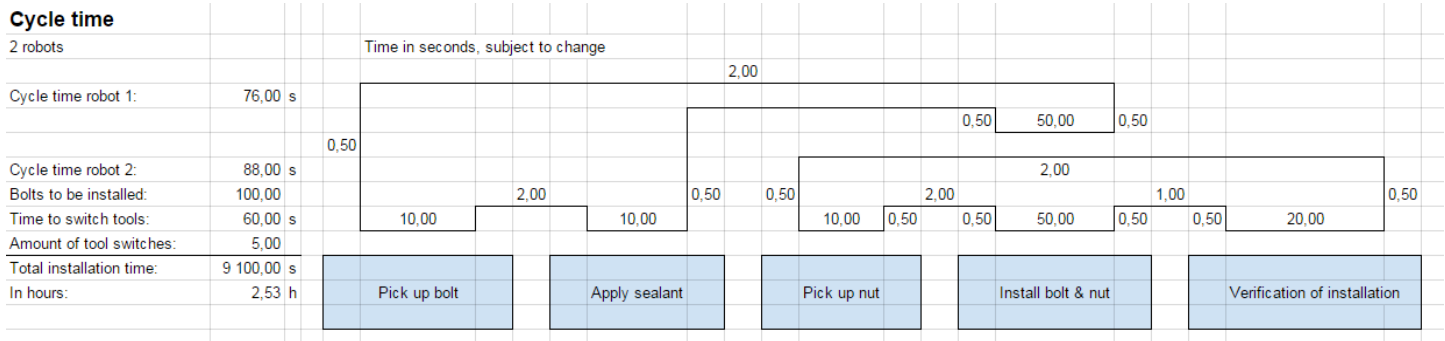 Cycle time
2 robots Time in seconds, subject to change
2,00
Cycle time robot 1: 76,00 s
0,50 50,00 0,50
0,50
Cycle time robot 2: 88,00 s 2,00
Bolts to be installed: 100,00 2,00 0,50 0,50 2,00 1,00 0,50
Time to switch tools: 60,00 s 10,00 10,00 10,00 0,50 0,50 50,00 0,50 0,50 20,00
Amount of tool switches: 5,00
Total installation time: 9 100,00 s
In hours: 2,53 h Pick up bolt Apply sealant Pick up nut Install bolt & nut Verification of installation